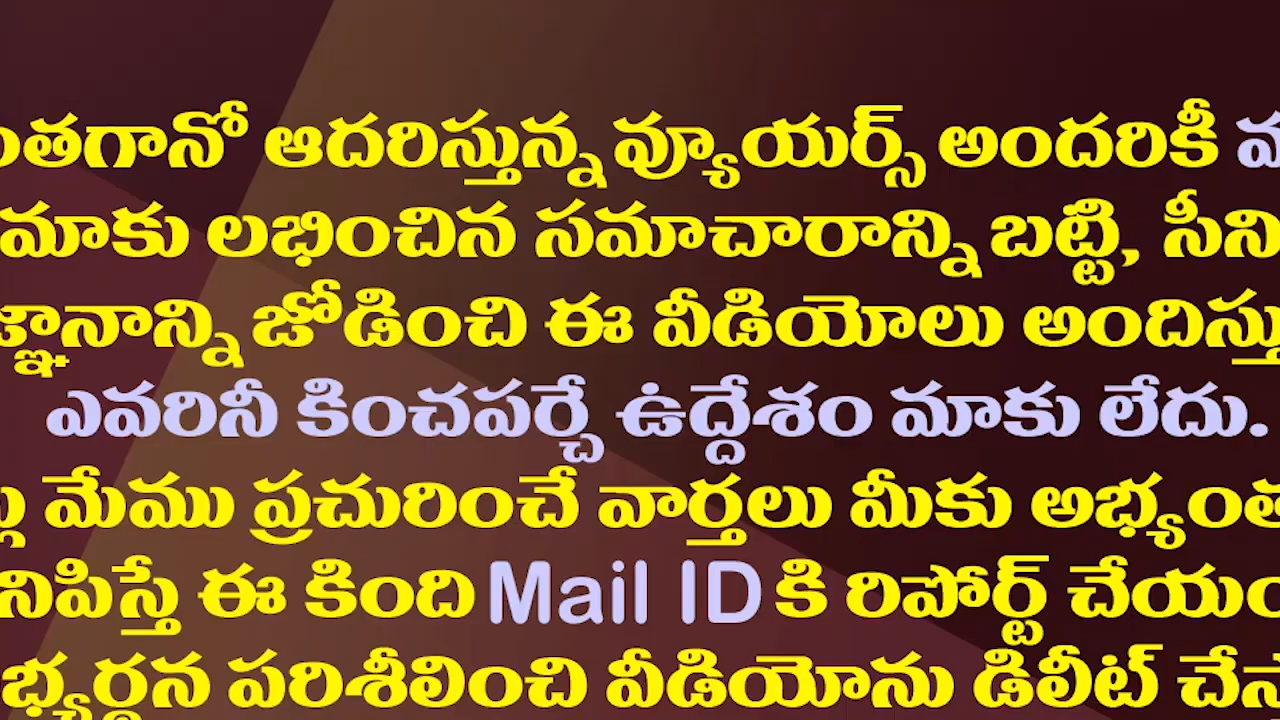 ంతగానో ఆదరిస్తున్న వ్యూయర్స్ అందరికీ
మాకు లభించిన సమాచారాన్ని బట్టి, సీని
జ్ఞానాన్ని జోడించి ఈ వీడియోలు అందిస్తు
ఎవరినీ కించపర్చే ఉద్దేశం మాకు లేదు.
మేము ప్రచురించే వార్తలు మీకు అభ్యంత
నిపిస్తే ఈ కింది Mail ID కి రిపోర్ట్ చేయం
భ్యర్థన పరిశీలించి వీడియోను డిలీట్ చేస